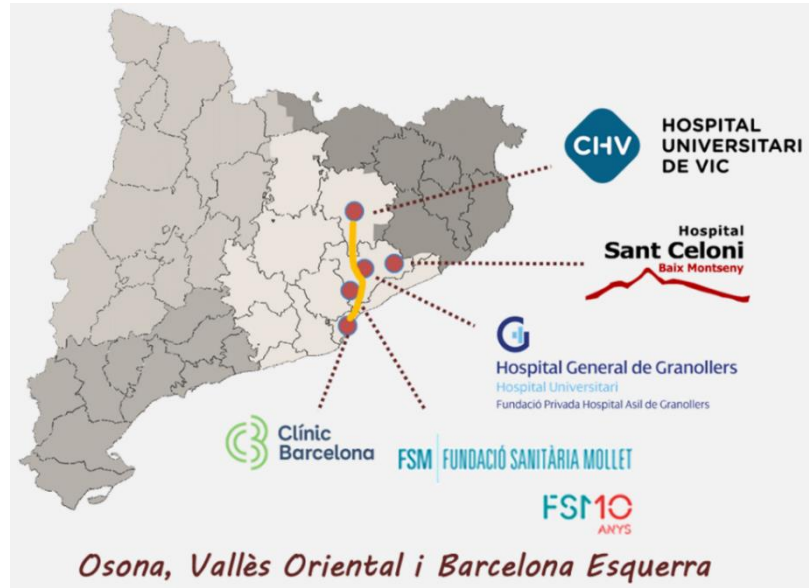 CHV
HOSPITAL
UNIVERSITARI
DE VIC
Hospital
Sant Celoni
Baix Montseny
G
Hospital General de Granollers
Hospital Universitari
Fundació Privada Hospital Asil de Granollers
Clínic
Barcelona
FSM FUNDACIÓ SANITÀRIA MOLLET
FSM10
ANYS
Osona, Vallès Oriental i Barcelona Esquerra